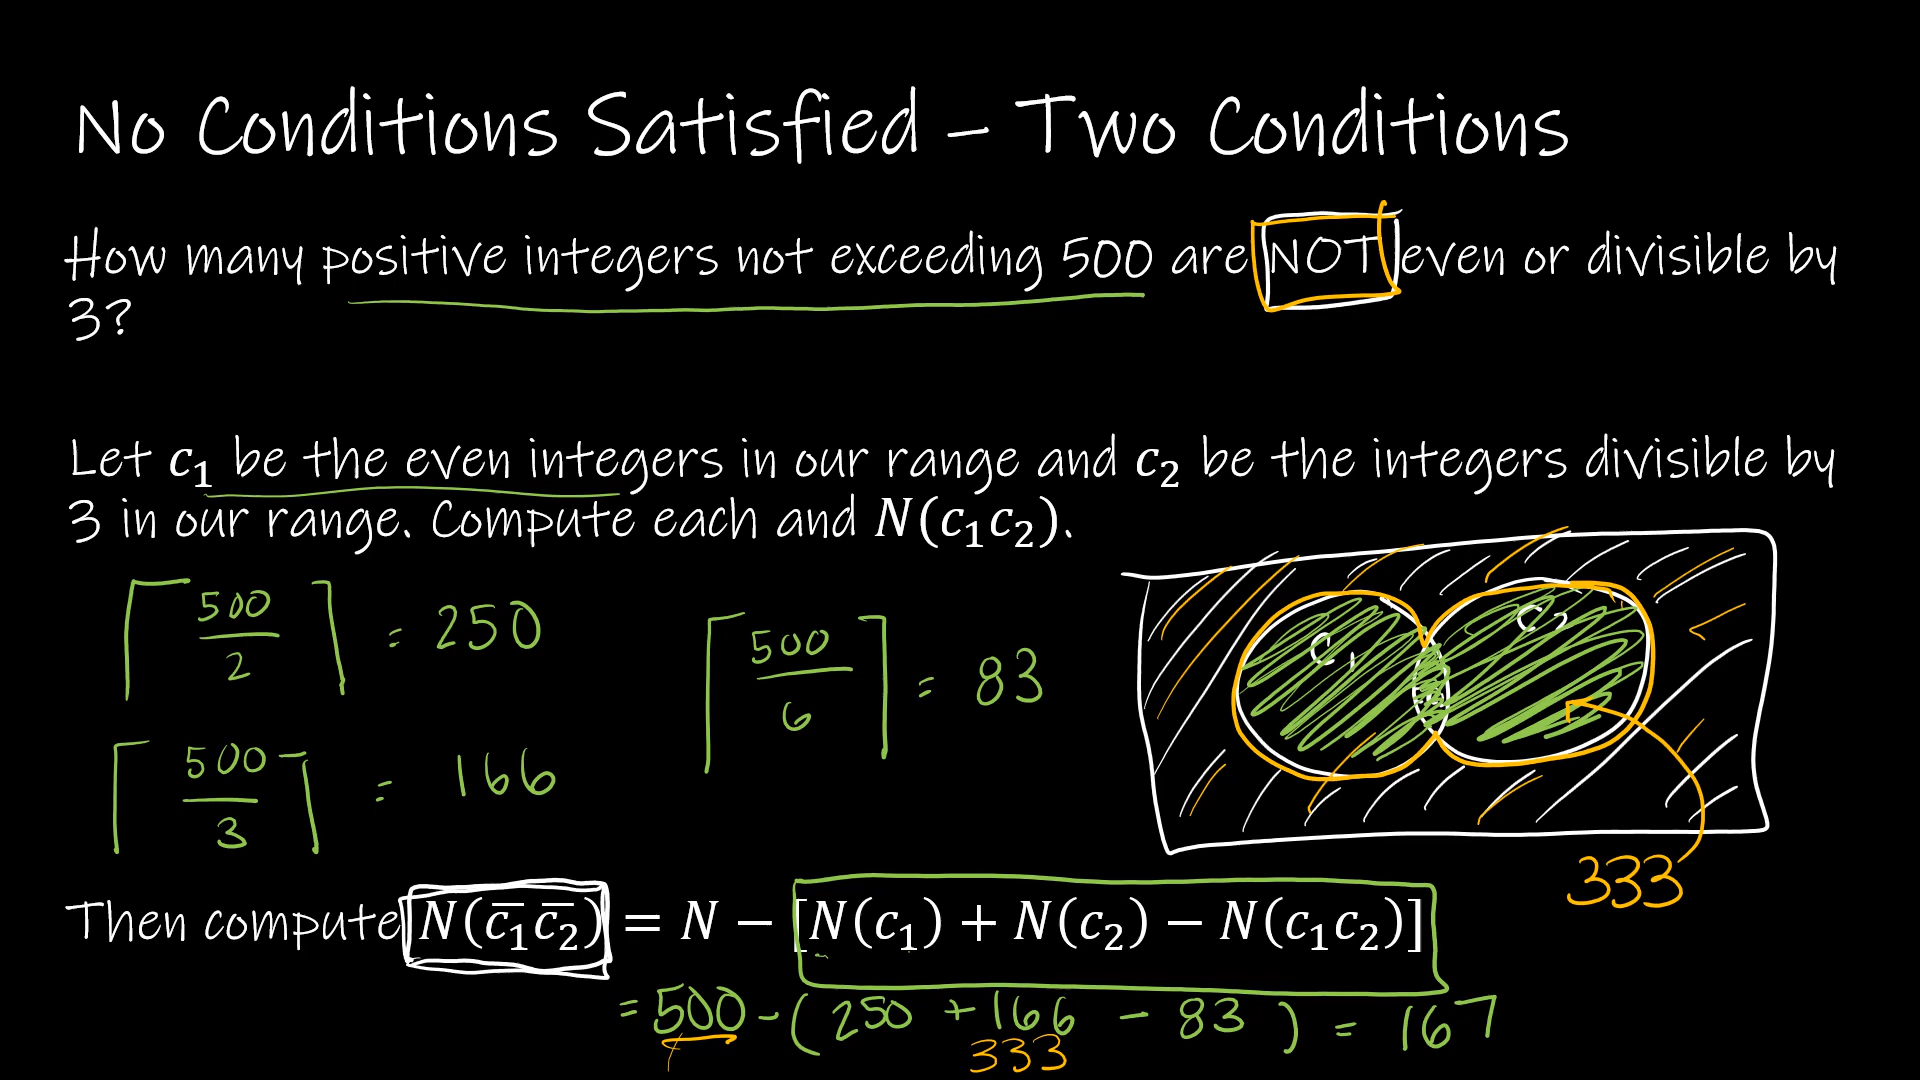 No Conditions Satisfied – Two Conditions
How many positive integers not exceeding 500 are NOT even or divisible by
3?
Let c₁ be the even integers in our range and c₂ be the integers divisible by
3 in our range. Compute each and N(c₁c₂).
⌈500/2⌉ = 250
⌈500/6⌉ = 83
⌈500/3⌉ = 166
C₁
C₂
333
Then compute N(c̅₁c̅₂) = N − [N(c₁) + N(c₂) − N(c₁c₂)]
= 500 - (250 + 166 - 83) = 167
333